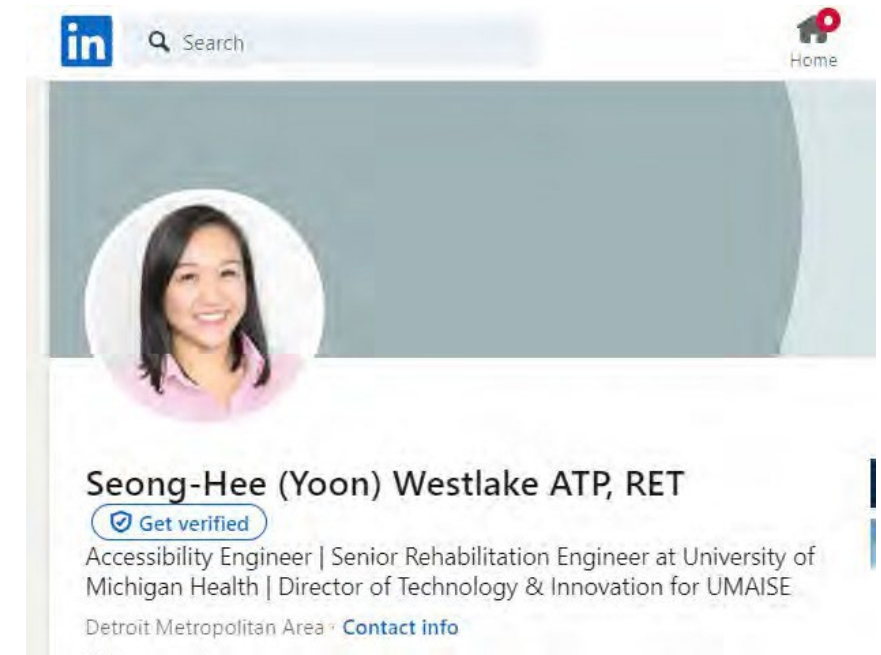 in
Search
Home
Seong-Hee (Yoon) Westlake ATP, RET
Get verified
Accessibility Engineer | Senior Rehabilitation Engineer at University of
Michigan Health | Director of Technology & Innovation for UMAISE
Detroit Metropolitan Area · Contact info